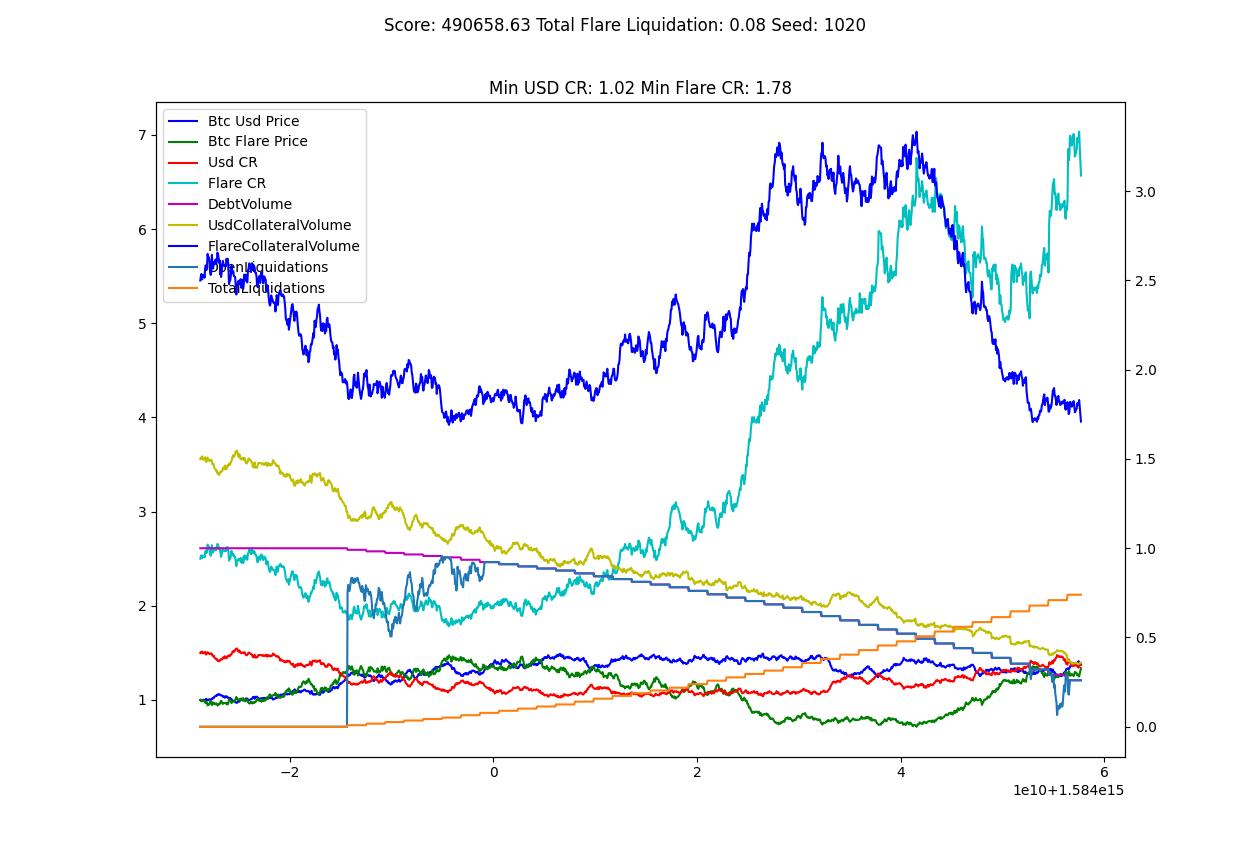 Score: 490658.63 Total Flare Liquidation: 0.08 Seed: 1020
Min USD CR: 1.02 Min Flare CR: 1.78
Btc Usd Price
Btc Flare Price
Usd CR
Flare CR
DebtVolume
UsdCollateralVolume
FlareCollateralVolume
OpenLiquidations
TotalLiquidations
7
6
5
4
3
2
1
3.0
2.5
2.0
1.5
1.0
0.5
0.0
−2
0
2
4
6
1e10+1.584e15